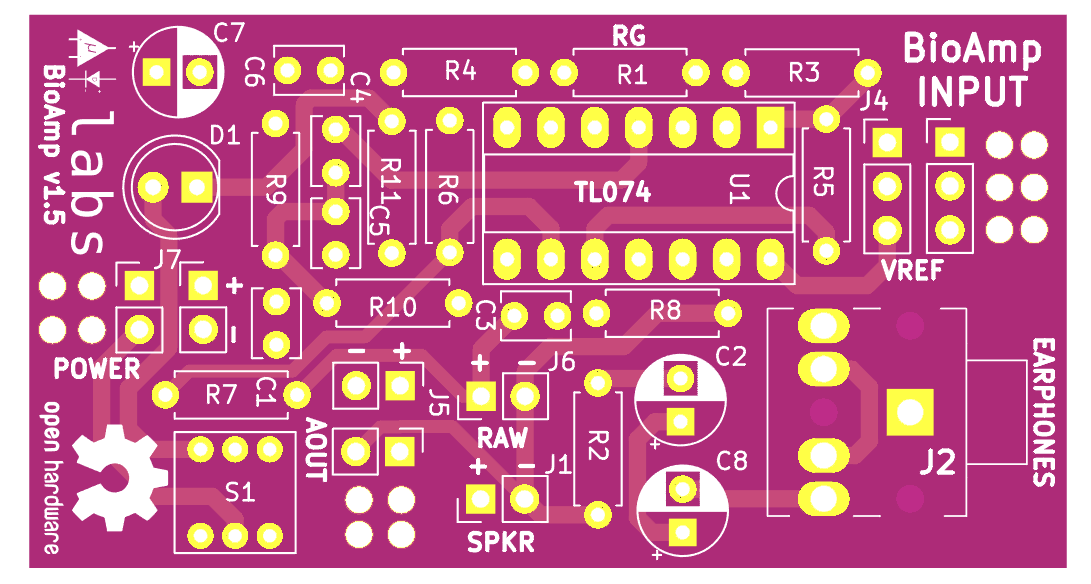 C7
RG
BioAmp
INPUT
C6
C4
R4
R1
R3
J4
BioAmp v1.5
labs
μ
+
D1
R9
R11
R6
TL074
U1
R5
C5
VREF
J7
+
-
POWER
R10
C3
R8
-
+
+
-
J6
C2
EARPHONES
R7
C1
J5
RAW
R2
+
J2
AOUT
+
-
J1
C8
S1
SPKR
+
open hardware